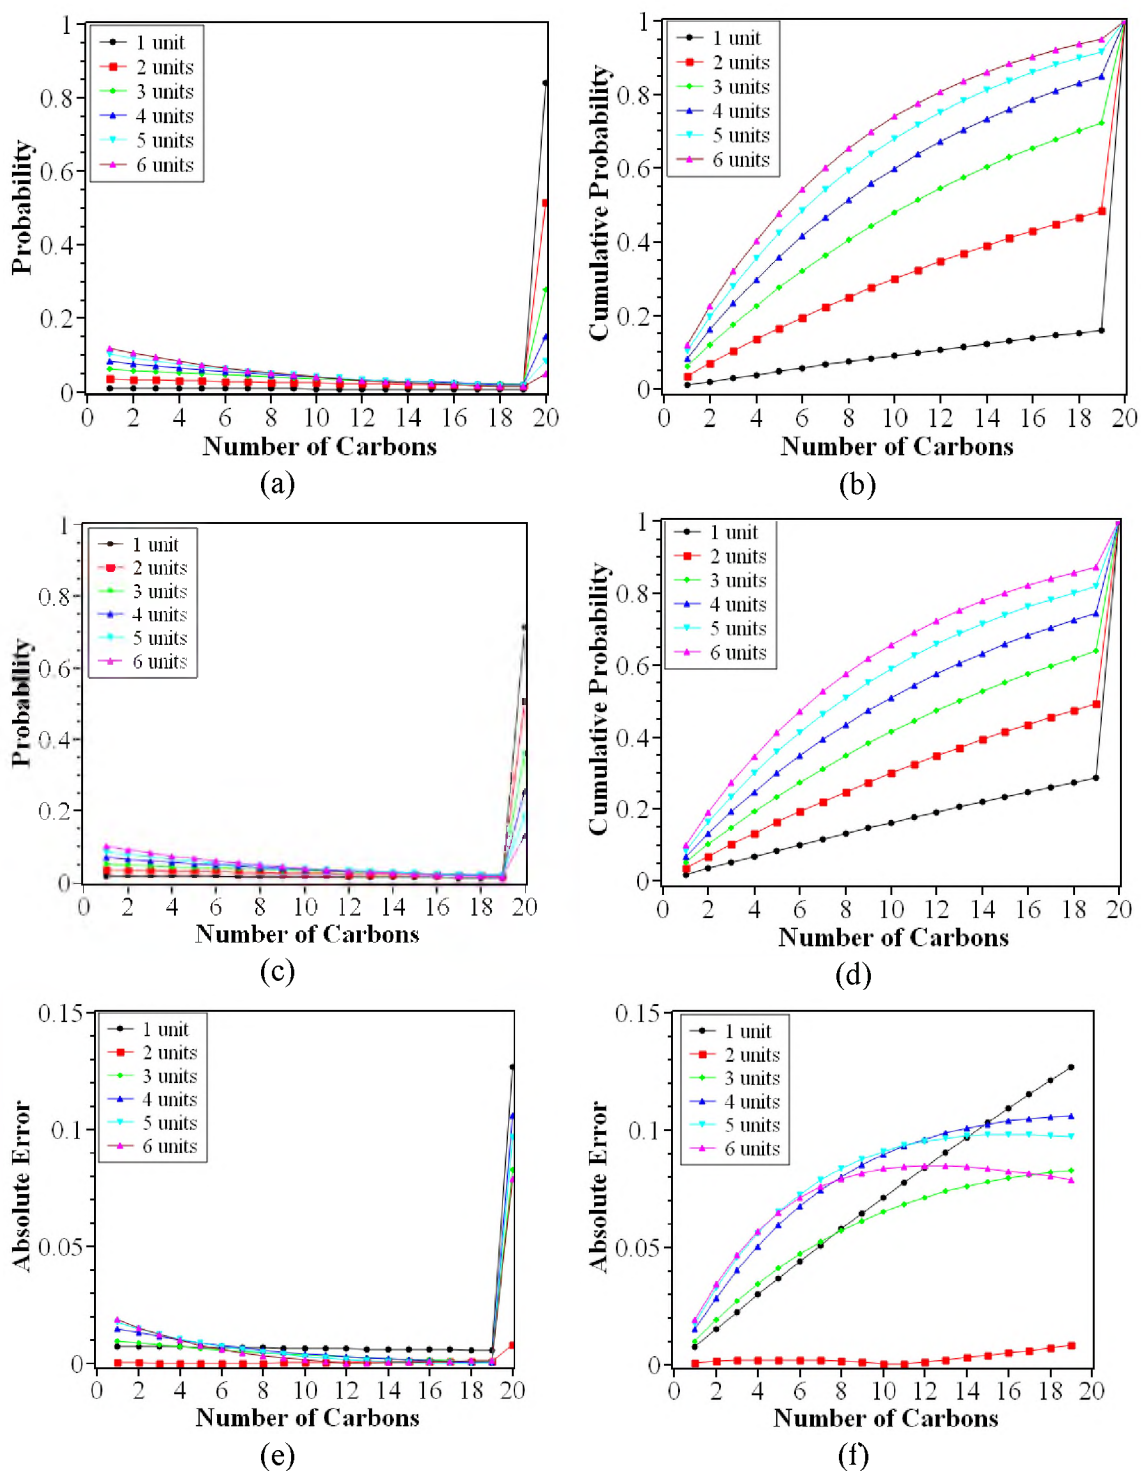 1
0.8
0.6
0.4
0.2
0
Probability
1 unit
2 units
3 units
4 units
5 units
6 units
0 2 4 6 8 10 12 14 16 18 20
Number of Carbons
(a)
1
0.8
0.6
0.4
0.2
0
Cumulative Probability
1 unit
2 units
3 units
4 units
5 units
6 units
0 2 4 6 8 10 12 14 16 18 20
Number of Carbons
(b)
1
0.8
0.6
0.4
0.2
0
Probability
1 unit
2 units
3 units
4 units
5 units
6 units
0 2 4 6 8 10 12 14 16 18 20
Number of Carbons
(c)
1
0.8
0.6
0.4
0.2
0
Cumulative Probability
1 unit
2 units
3 units
4 units
5 units
6 units
0 2 4 6 8 10 12 14 16 18 20
Number of Carbons
(d)
0.15
0.1
0.05
0
Absolute Error
1 unit
2 units
3 units
4 units
5 units
6 units
0 2 4 6 8 10 12 14 16 18 20
Number of Carbons
(e)
0.15
0.1
0.05
0
Absolute Error
1 unit
2 units
3 units
4 units
5 units
6 units
0 2 4 6 8 10 12 14 16 18 20
Number of Carbons
(f)